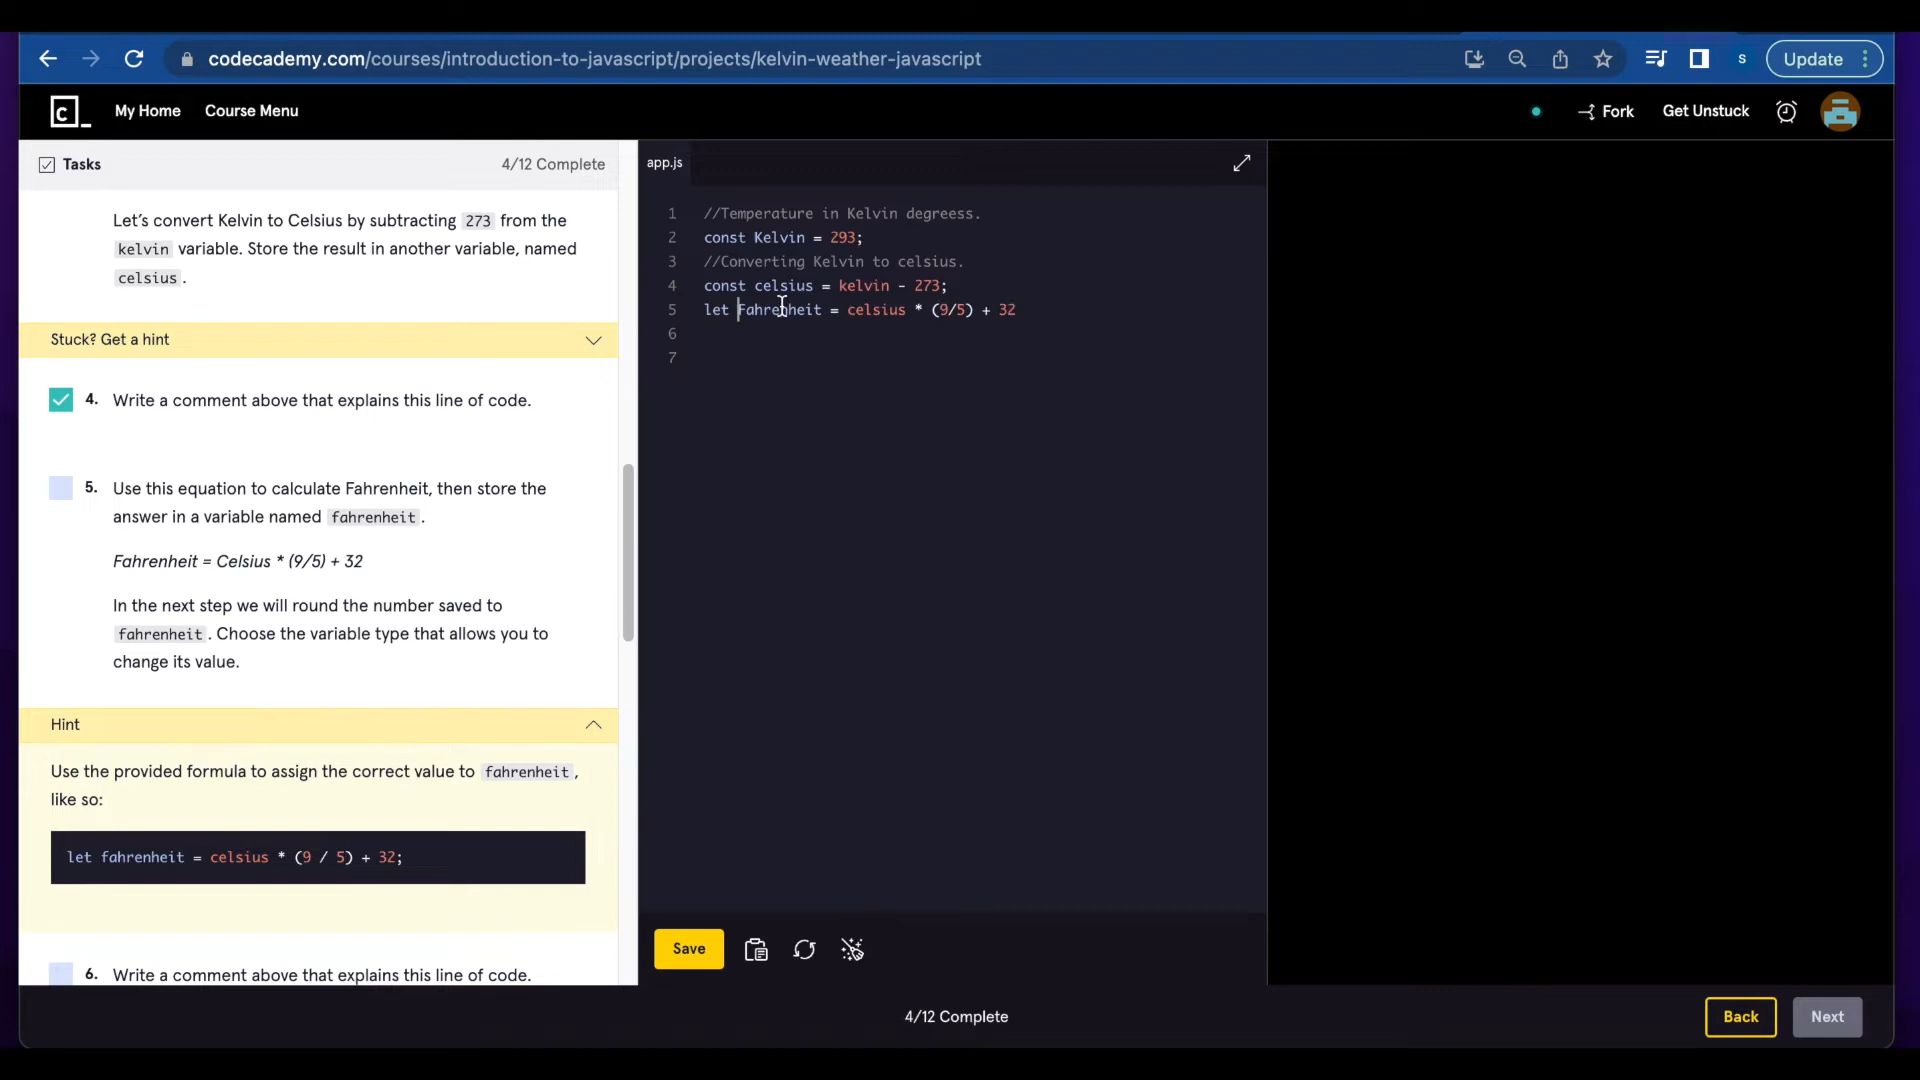 codecademy.com/courses/introduction-to-javascript/projects/kelvin-weather-javascript
s
Update
c_
My Home
Course Menu
Fork
Get Unstuck
Tasks
4/12 Complete
Let's convert Kelvin to Celsius by subtracting 273 from the
kelvin variable. Store the result in another variable, named
celsius.
Stuck? Get a hint
4. Write a comment above that explains this line of code.
5. Use this equation to calculate Fahrenheit, then store the
answer in a variable named fahrenheit.
Fahrenheit = Celsius * (9/5) + 32
In the next step we will round the number saved to
fahrenheit. Choose the variable type that allows you to
change its value.
Hint
Use the provided formula to assign the correct value to fahrenheit,
like so:
let fahrenheit = celsius * (9 / 5) + 32;
6. Write a comment above that explains this line of code.
app.js
1 //Temperature in Kelvin degreess.
2 const Kelvin = 293;
3 //Converting Kelvin to celsius.
4 const celsius = kelvin - 273;
5 let Fahrenheit = celsius * (9/5) + 32
6
7
Save
4/12 Complete
Back
Next